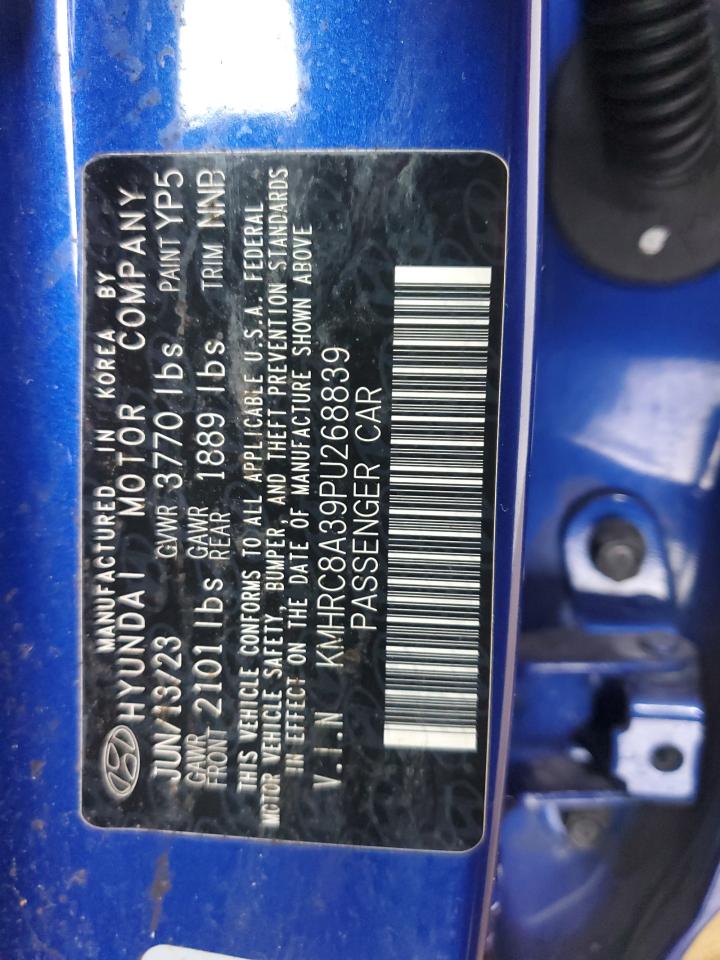 MANUFACTURED IN KOREA BY
HYUNDAI MOTOR COMPANY
JUN/13/23 GVWR 3770 lbs PAINT YP5
GAWR FRONT 2101 lbs GAWR REAR 1889 lbs TRIM NNB
THIS VEHICLE CONFORMS TO ALL APPLICABLE U.S.A. FEDERAL
MOTOR VEHICLE SAFETY, BUMPER, AND THEFT PREVENTION STANDARDS
IN EFFECT ON THE DATE OF MANUFACTURE SHOWN ABOVE
V.I.N KMHRC8A39PU268839
PASSENGER CAR